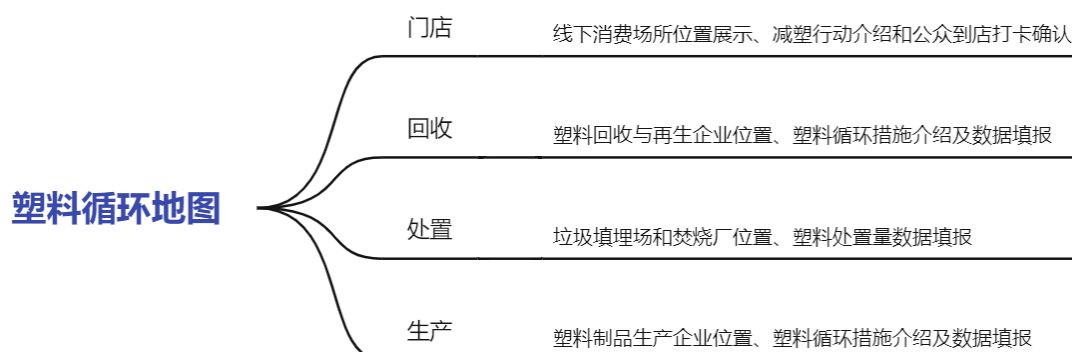 门店 线下消费场所位置展示、减塑行动介绍和公众到店打卡确认
回收 塑料回收与再生企业位置、塑料循环措施介绍及数据填报
塑料循环地图
处置 垃圾填埋场和焚烧厂位置、塑料处置量数据填报
生产 塑料制品生产企业位置、塑料循环措施介绍及数据填报